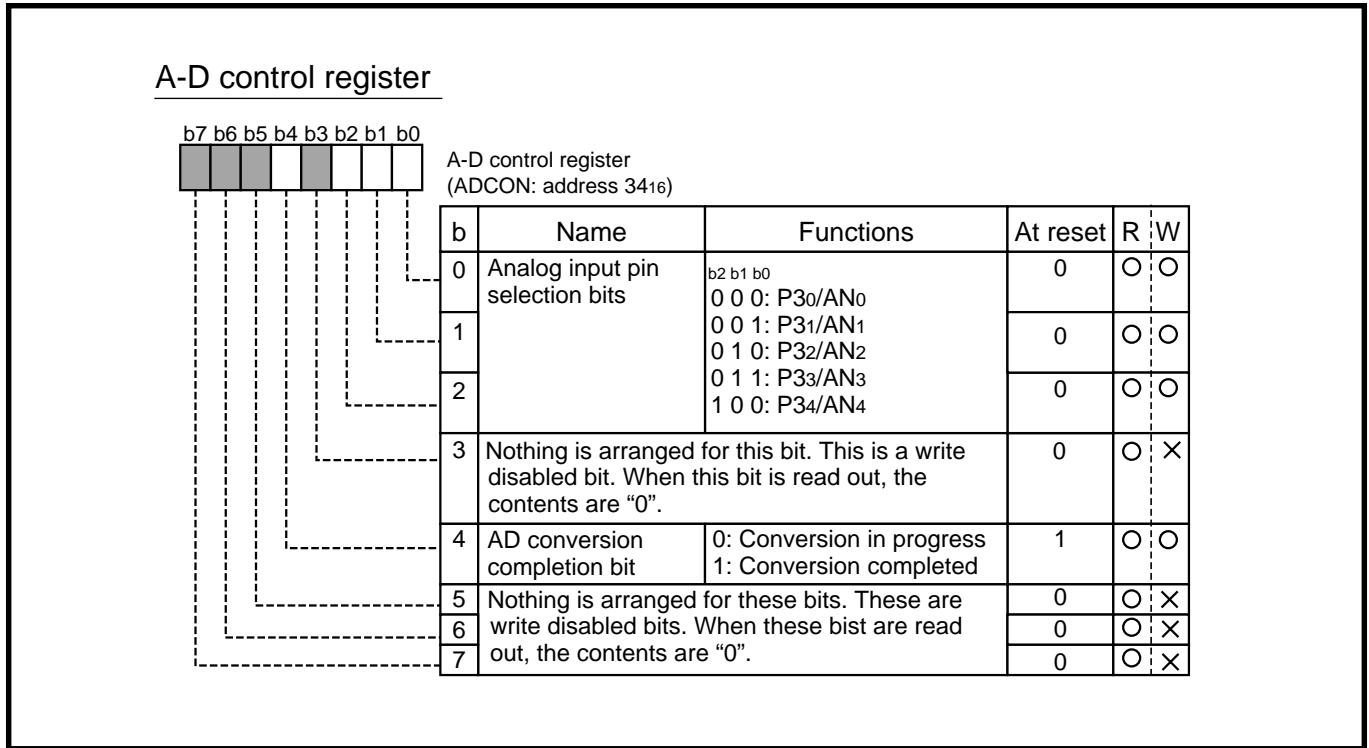 A-D control register
b7 b6 b5 b4 b3 b2 b1 b0
A-D control register
(ADCON: address 3416)
b Name Functions At reset R W
0 Analog input pin selection bits b2 b1 b0 0 O O
0 0 0: P30/AN0
1 0 0 1: P31/AN1 0 O O
0 1 0: P32/AN2
2 0 1 1: P33/AN3 0 O O
1 0 0: P34/AN4
3 Nothing is arranged for this bit. This is a write 0 O ×
disabled bit. When this bit is read out, the
contents are “0”.
4 AD conversion 0: Conversion in progress 1 O O
completion bit 1: Conversion completed
5 Nothing is arranged for these bits. These are 0 O ×
6 write disabled bits. When these bist are read 0 O ×
7 out, the contents are “0”. 0 O ×